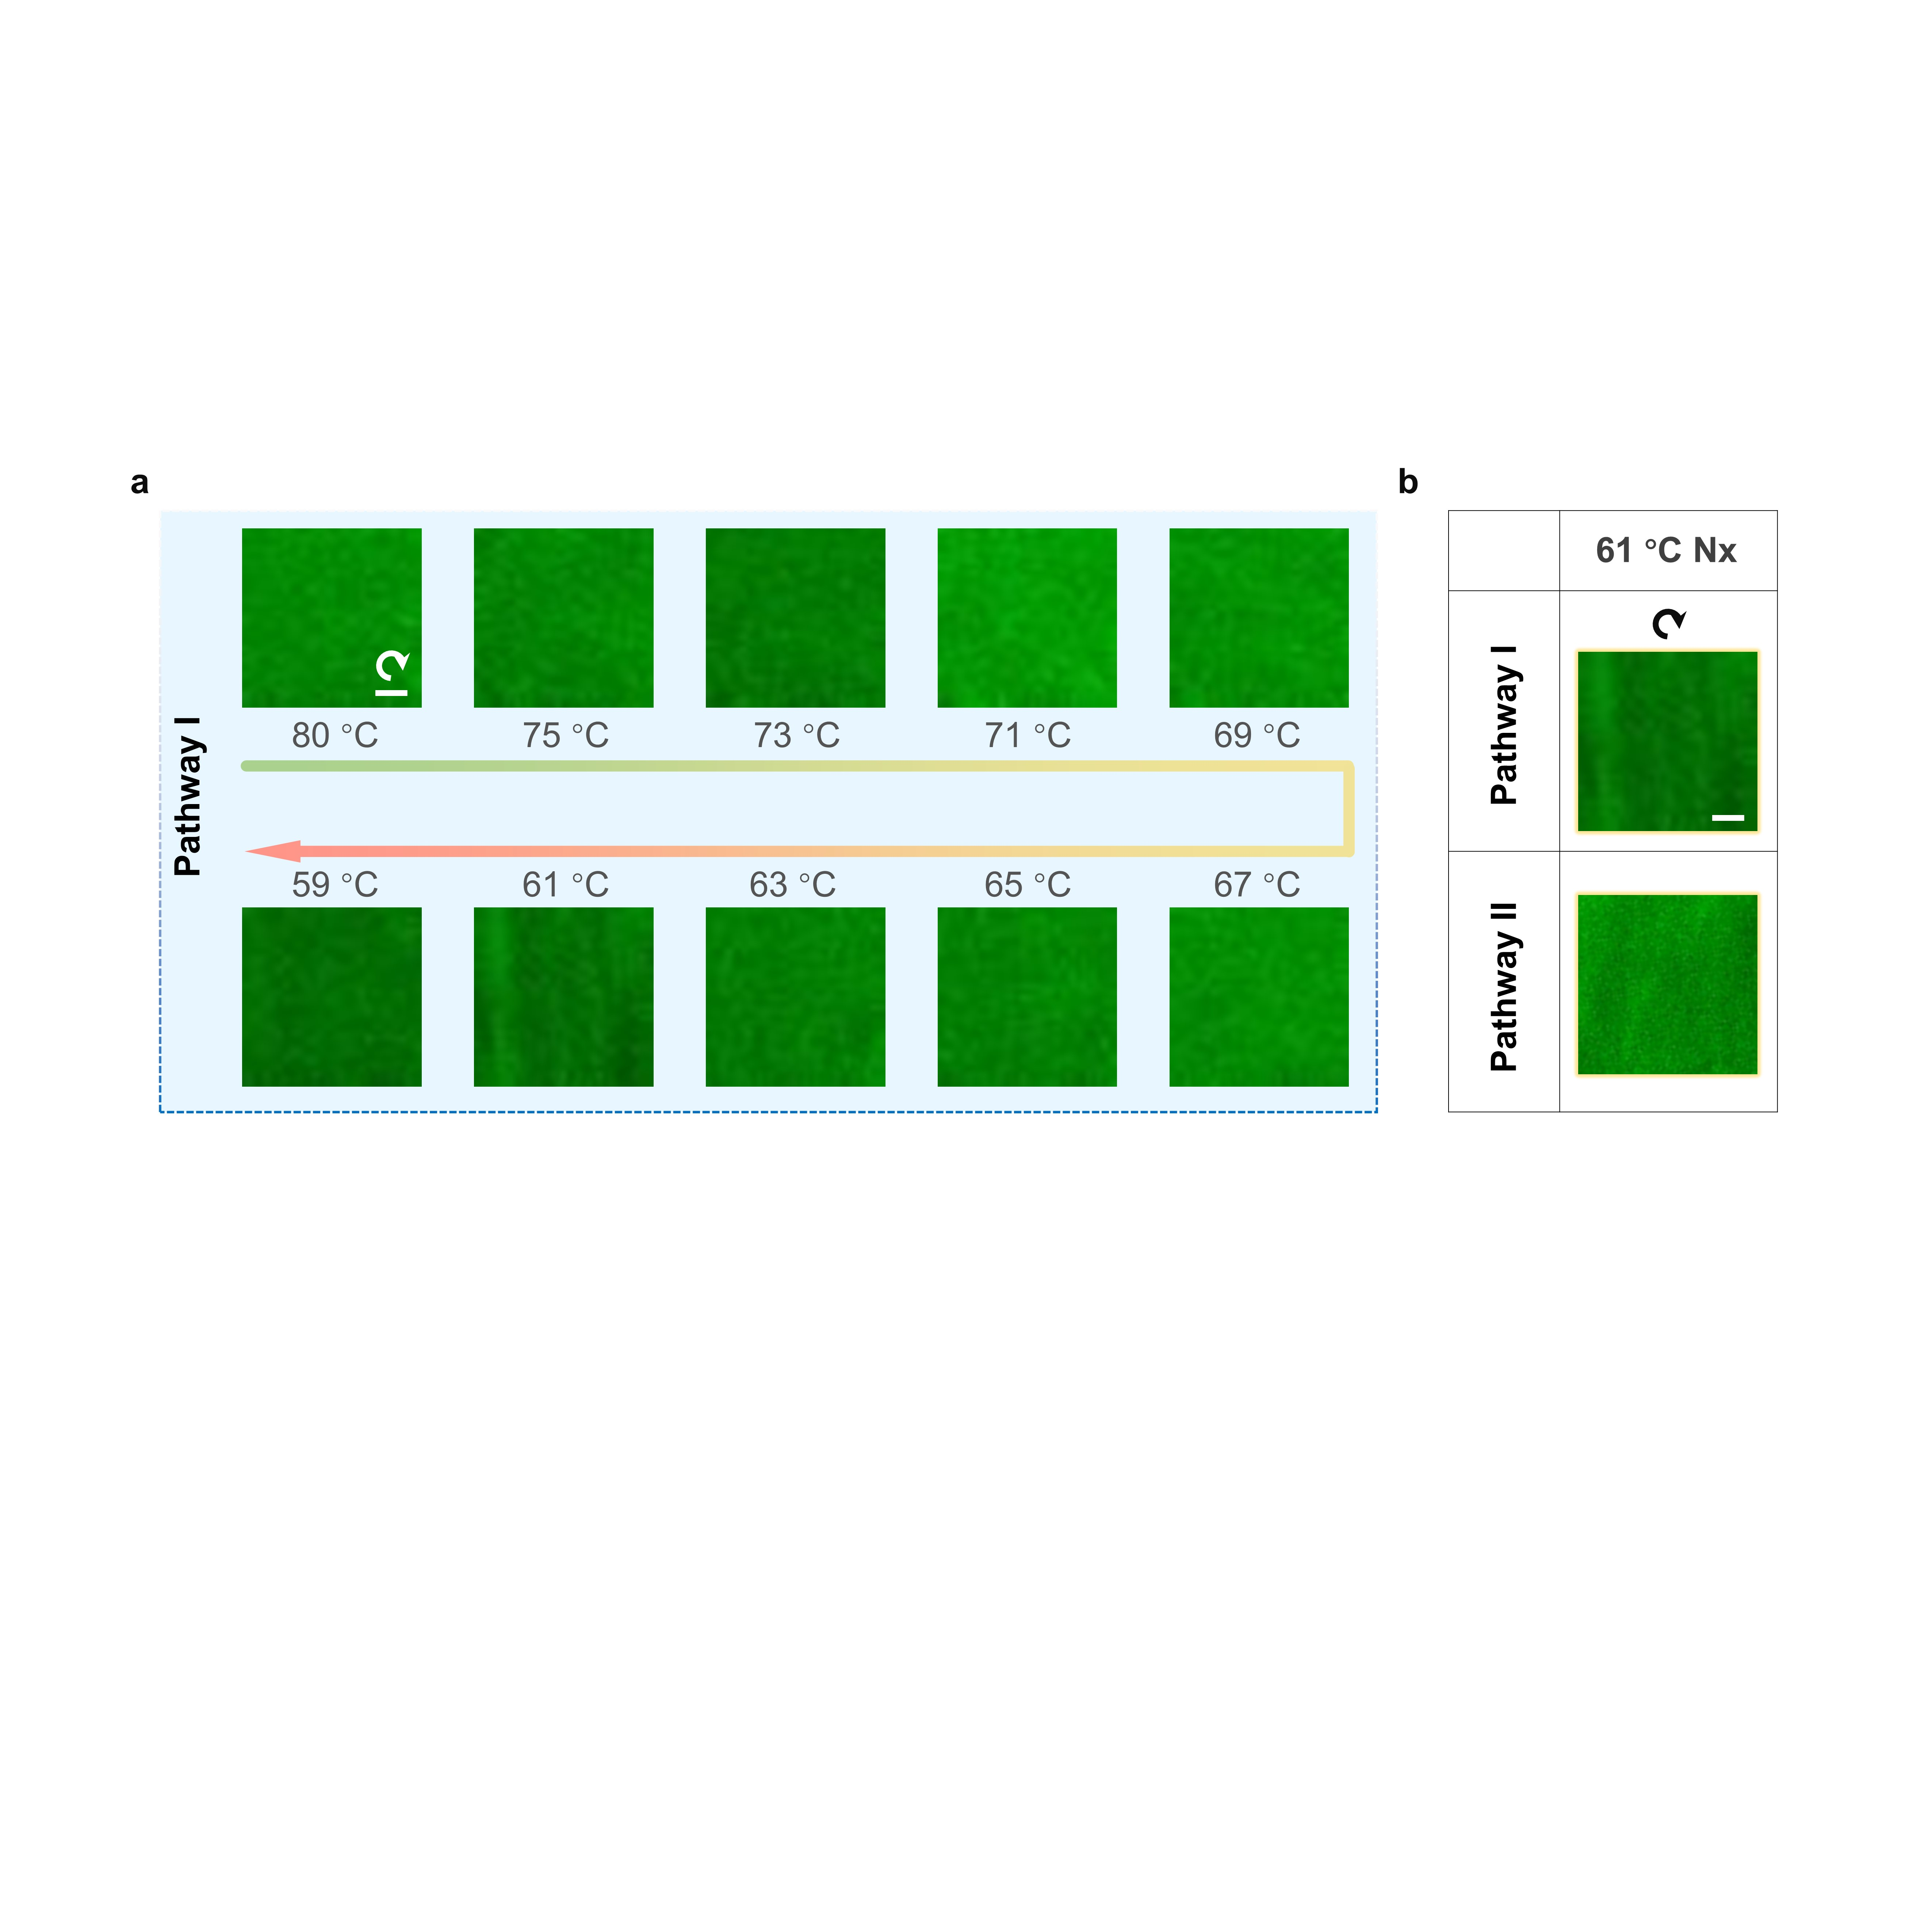 a
Pathway I
80 °C
75 °C
73 °C
71 °C
69 °C
59 °C
61 °C
63 °C
65 °C
67 °C
b
61 °C Nx
Pathway I
Pathway II